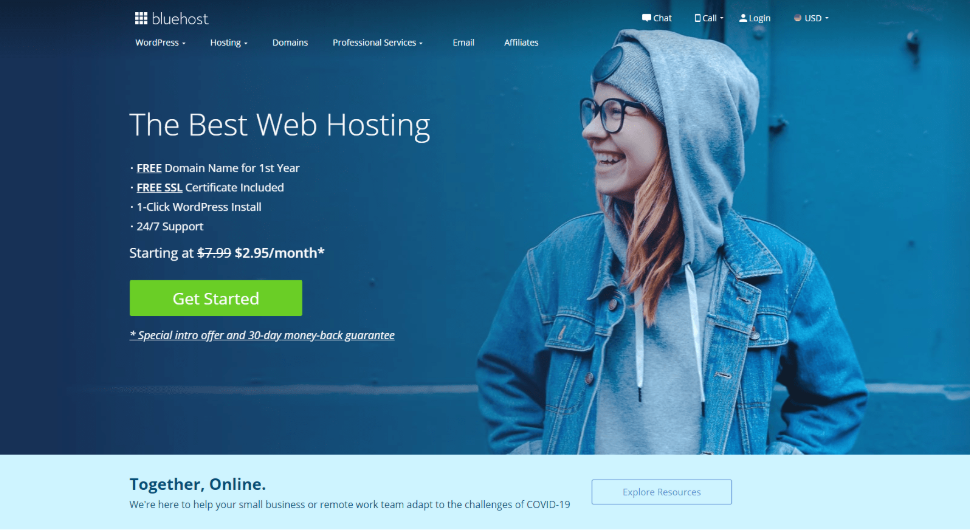 bluehost
Chat
Call
Login
USD
WordPress
Hosting
Domains
Professional Services
Email
Affiliates
The Best Web Hosting
· FREE Domain Name for 1st Year
· FREE SSL Certificate Included
· 1-Click WordPress Install
· 24/7 Support
Starting at $7.99 $2.95/month*
Get Started
* Special intro offer and 30-day money-back guarantee
Together, Online.
We're here to help your small business or remote work team adapt to the challenges of COVID-19
Explore Resources